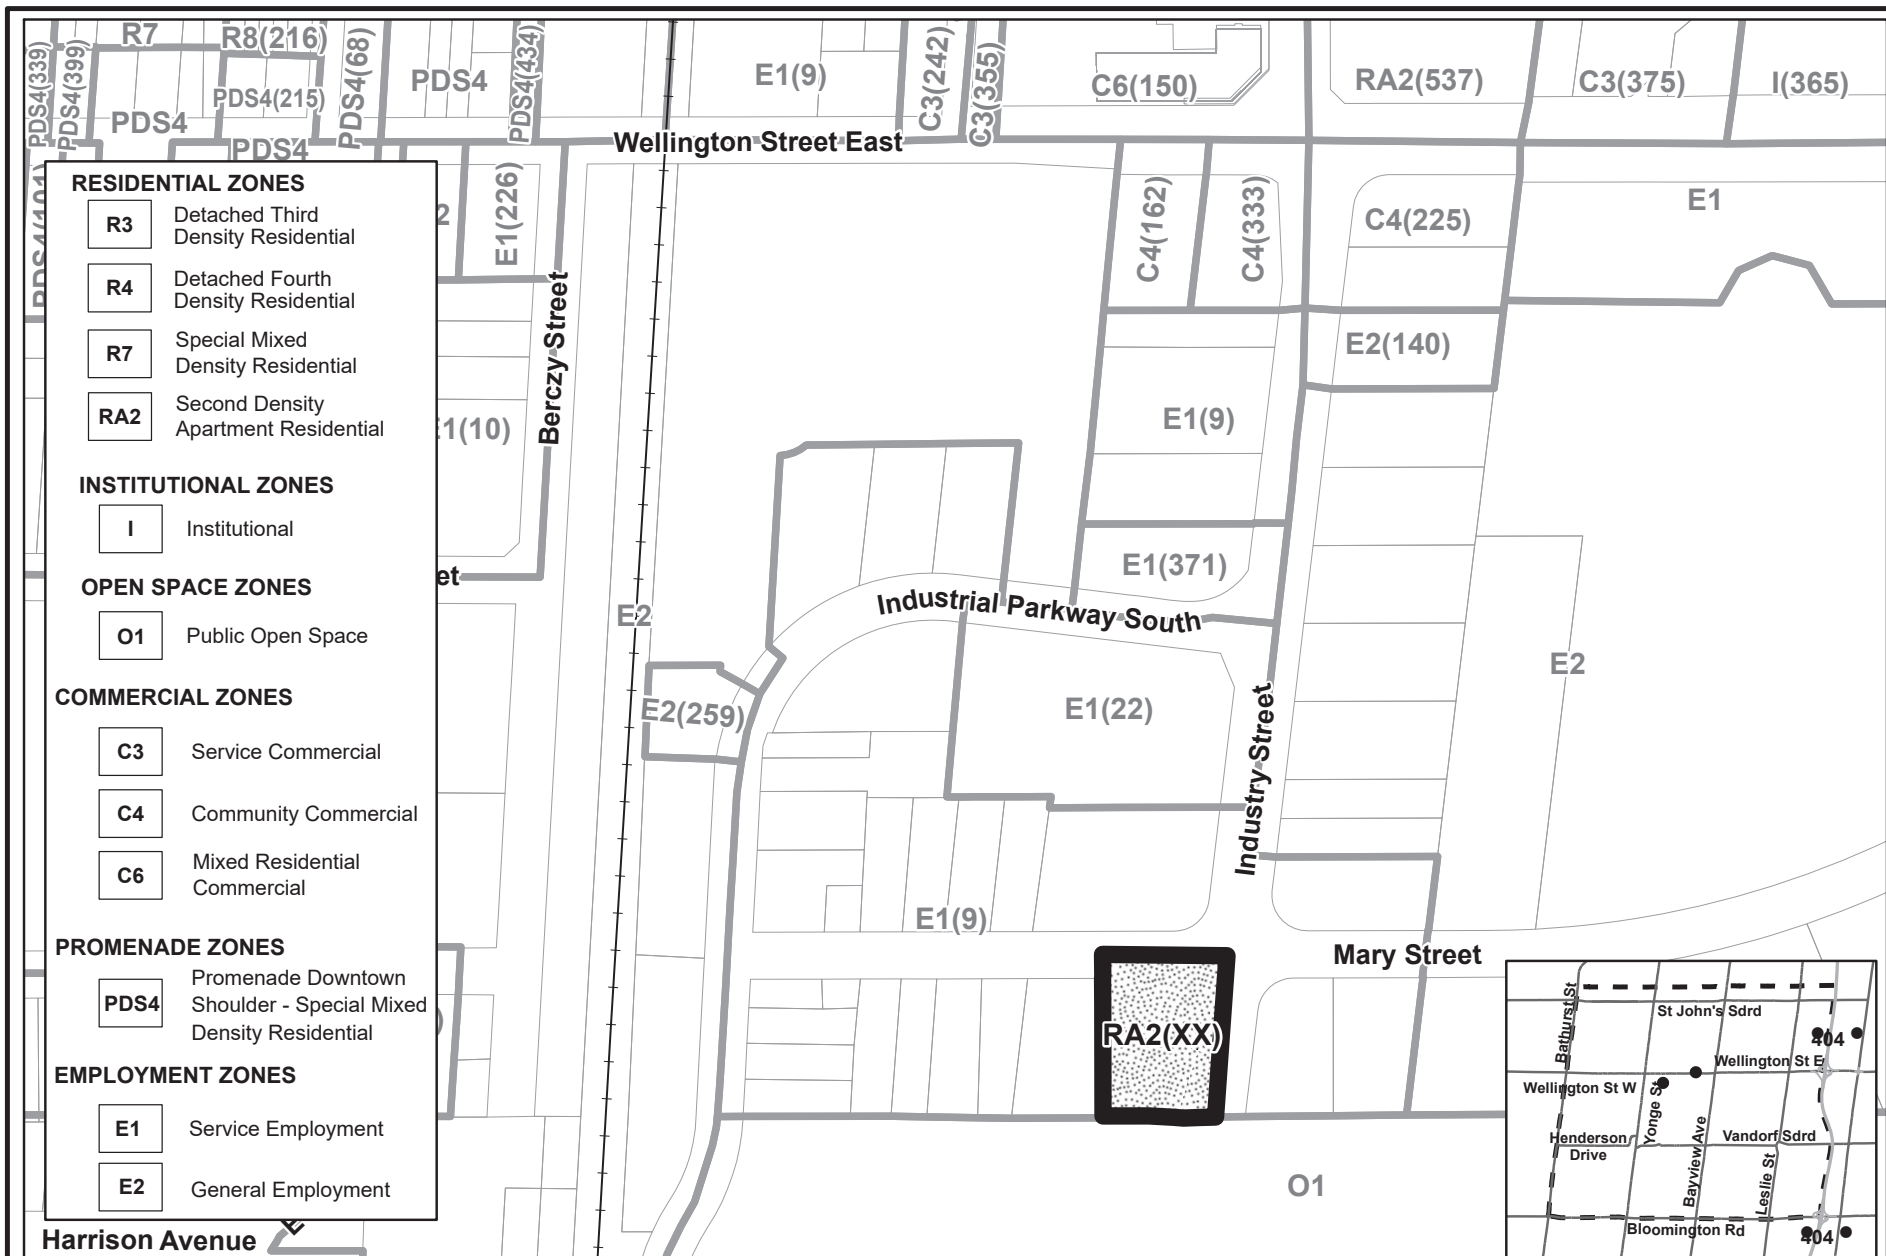 R7
R8(216)
PDS4(339)
PDS4(399)
PDS4
PDS4(215)
PDS4(68)
PDS4
PDS4(434)
PDS4
E1(9)
C3(242)
C3(355)
C6(150)
RA2(537)
C3(375)
I(365)
Wellington Street East
RESIDENTIAL ZONES
R3 Detached Third
Density Residential
R4 Detached Fourth
Density Residential
R7 Special Mixed
Density Residential
RA2 Second Density
Apartment Residential
INSTITUTIONAL ZONES
I Institutional
OPEN SPACE ZONES
O1 Public Open Space
COMMERCIAL ZONES
C3 Service Commercial
C4 Community Commercial
C6 Mixed Residential
Commercial
PROMENADE ZONES
PDS4 Promenade Downtown
Shoulder - Special Mixed
Density Residential
EMPLOYMENT ZONES
E1 Service Employment
E2 General Employment
Harrison Avenue
2
E1(226)
Berczy Street
1(10)
et
)
E2
E2(259)
C4(162)
C4(333)
C4(225)
E1
E2(140)
E1(9)
E1(371)
Industrial Parkway South
E1(22)
Industry Street
E2
E1(9)
Mary Street
RA2(XX)
O1
Bathurst St
St John's Sdrd
404
Wellington St E
Wellington St W
Yonge St
Bayview Ave
Henderson
Drive
Vandorf Sdrd
Leslie St
Bloomington Rd
404